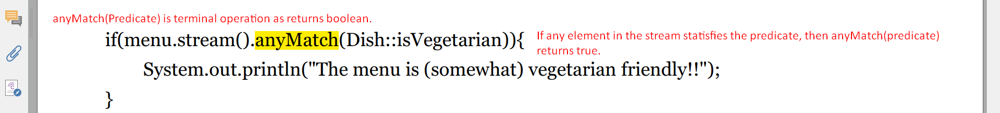 anyMatch(Predicate) is terminal operation as returns boolean.
if(menu.stream().anyMatch(Dish::isVegetarian)){
If any element in the stream statisfies the predicate, then anyMatch(predicate)
returns true.
System.out.println("The menu is (somewhat) vegetarian friendly!!");
}